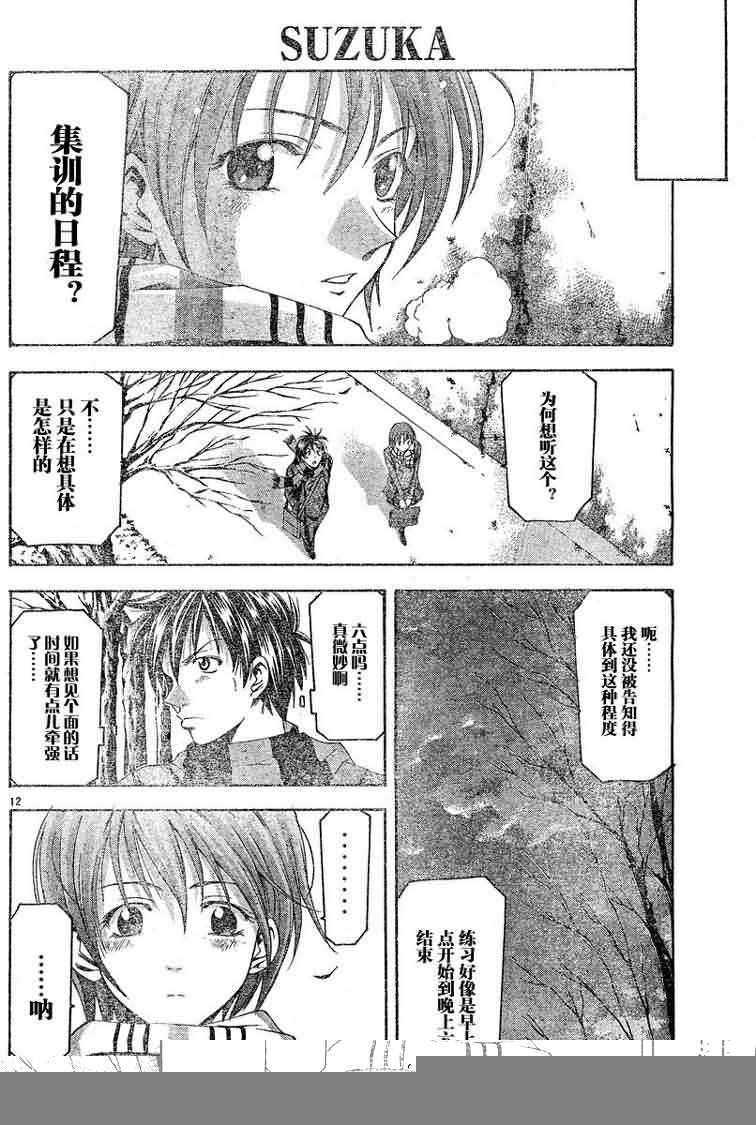 SUZUKA
集训的日程？
为何想听这个？
不……
只是在想具体
是怎样的
呃……
我还没被告知得
具体到这种程度
练习好像是早上
点开始到晚上六
结束
六点吗……
真微妙啊
如果想见个面的话
时间就有点儿牵强
了……
12
………
……呐